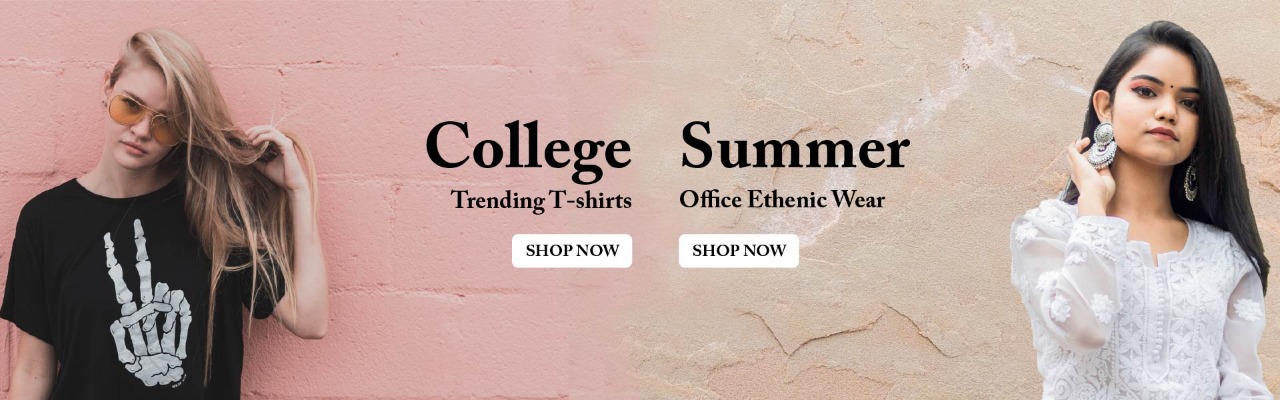 College
Trending T-shirts
SHOP NOW
Summer
Office Ethenic Wear
SHOP NOW